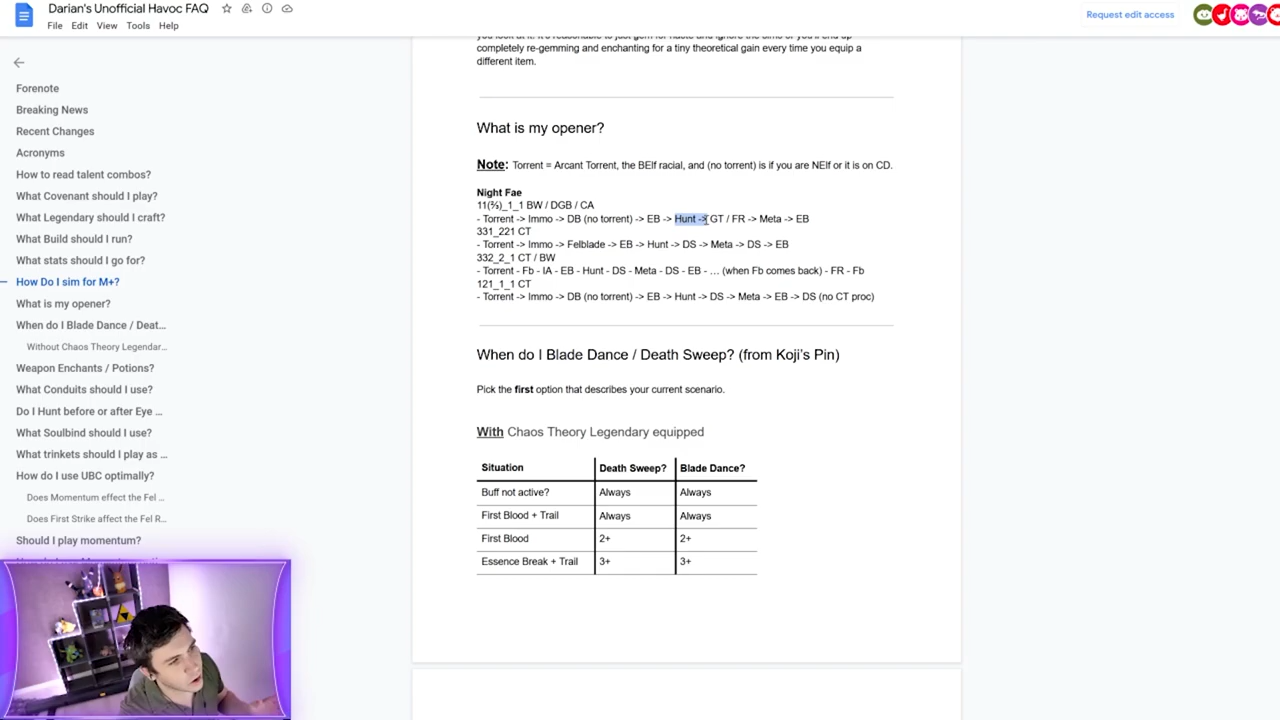 Darian's Unofficial Havoc FAQ
File Edit View Tools Help
Request edit access
Forenote
Breaking News
Recent Changes
Acronyms
How to read talent combos?
What Covenant should I play?
What Legendary should I craft?
What Build should I run?
What stats should I go for?
How Do I sim for M+?
What is my opener?
When do I Blade Dance / Deat...
Without Chaos Theory Legendar...
Weapon Enchants / Potions?
What Conduits should I use?
Do I Hunt before or after Eye ...
What Soulbind should I use?
What trinkets should I play as ...
How do I use UBC optimally?
Does Momentum effect the Fel ...
Does First Strike affect the Fel R...
Should I play momentum?
completely re-gemming and enchanting for a tiny theoretical gain every time you equip a
different item.
What is my opener?
Note: Torrent = Arcant Torrent, the BElf racial, and (no torrent) is if you are NElf or it is on CD.
Night Fae
11(⅔)_1_1 BW / DGB / CA
- Torrent -> Immo -> DB (no torrent) -> EB -> Hunt -> GT / FR -> Meta -> EB
331_221 CT
- Torrent -> Immo -> Felblade -> EB -> Hunt -> DS -> Meta -> DS -> EB
332_2_1 CT / BW
- Torrent - Fb - IA - EB - Hunt - DS - Meta - DS - EB - … (when Fb comes back) - FR - Fb
121_1_1 CT
- Torrent -> Immo -> DB (no torrent) -> EB -> Hunt -> DS -> Meta -> EB -> DS (no CT proc)
When do I Blade Dance / Death Sweep? (from Koji's Pin)
Pick the first option that describes your current scenario.
With Chaos Theory Legendary equipped
Situation Death Sweep? Blade Dance?
Buff not active? Always Always
First Blood + Trail Always Always
First Blood 2+ 2+
Essence Break + Trail 3+ 3+